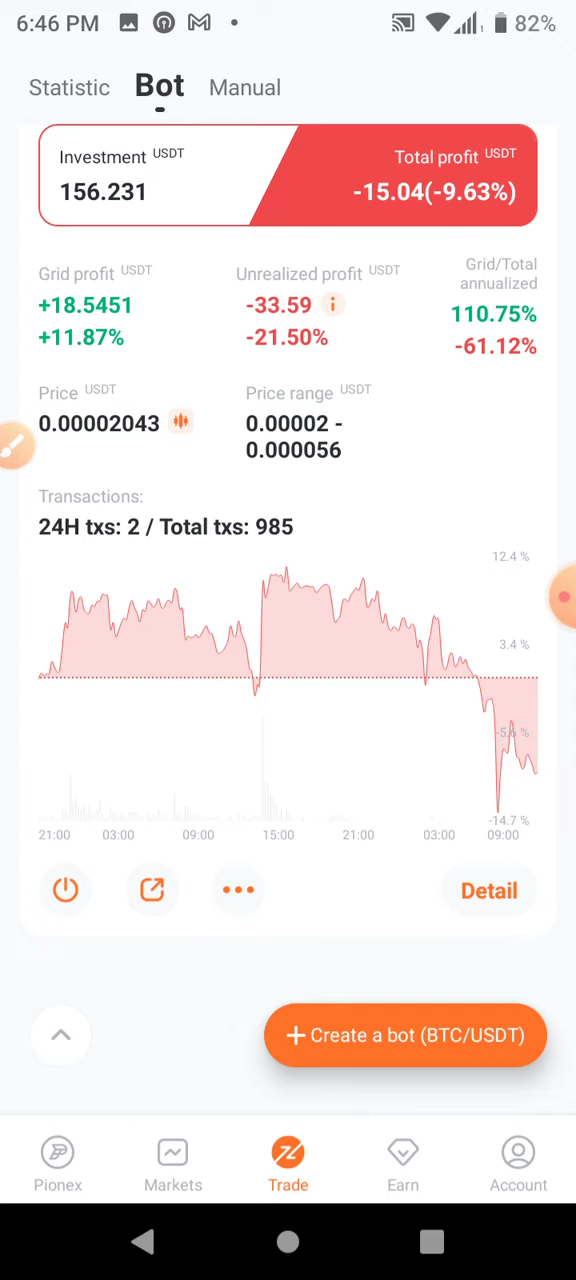 6:46 PM
82%
Statistic Bot Manual
Investment USDT
156.231
Total profit USDT
-15.04(-9.63%)
Grid profit USDT
+18.5451
+11.87%
Unrealized profit USDT
-33.59 i
-21.50%
Grid/Total
annualized
110.75%
-61.12%
Price USDT
0.00002043
Price range USDT
0.00002 -
0.000056
Transactions:
24H txs: 2 / Total txs: 985
12.4 %
3.4 %
-5.6 %
-14.7 %
21:00 03:00 09:00 15:00 21:00 03:00 09:00
Detail
+ Create a bot (BTC/USDT)
Pionex Markets Trade Earn Account